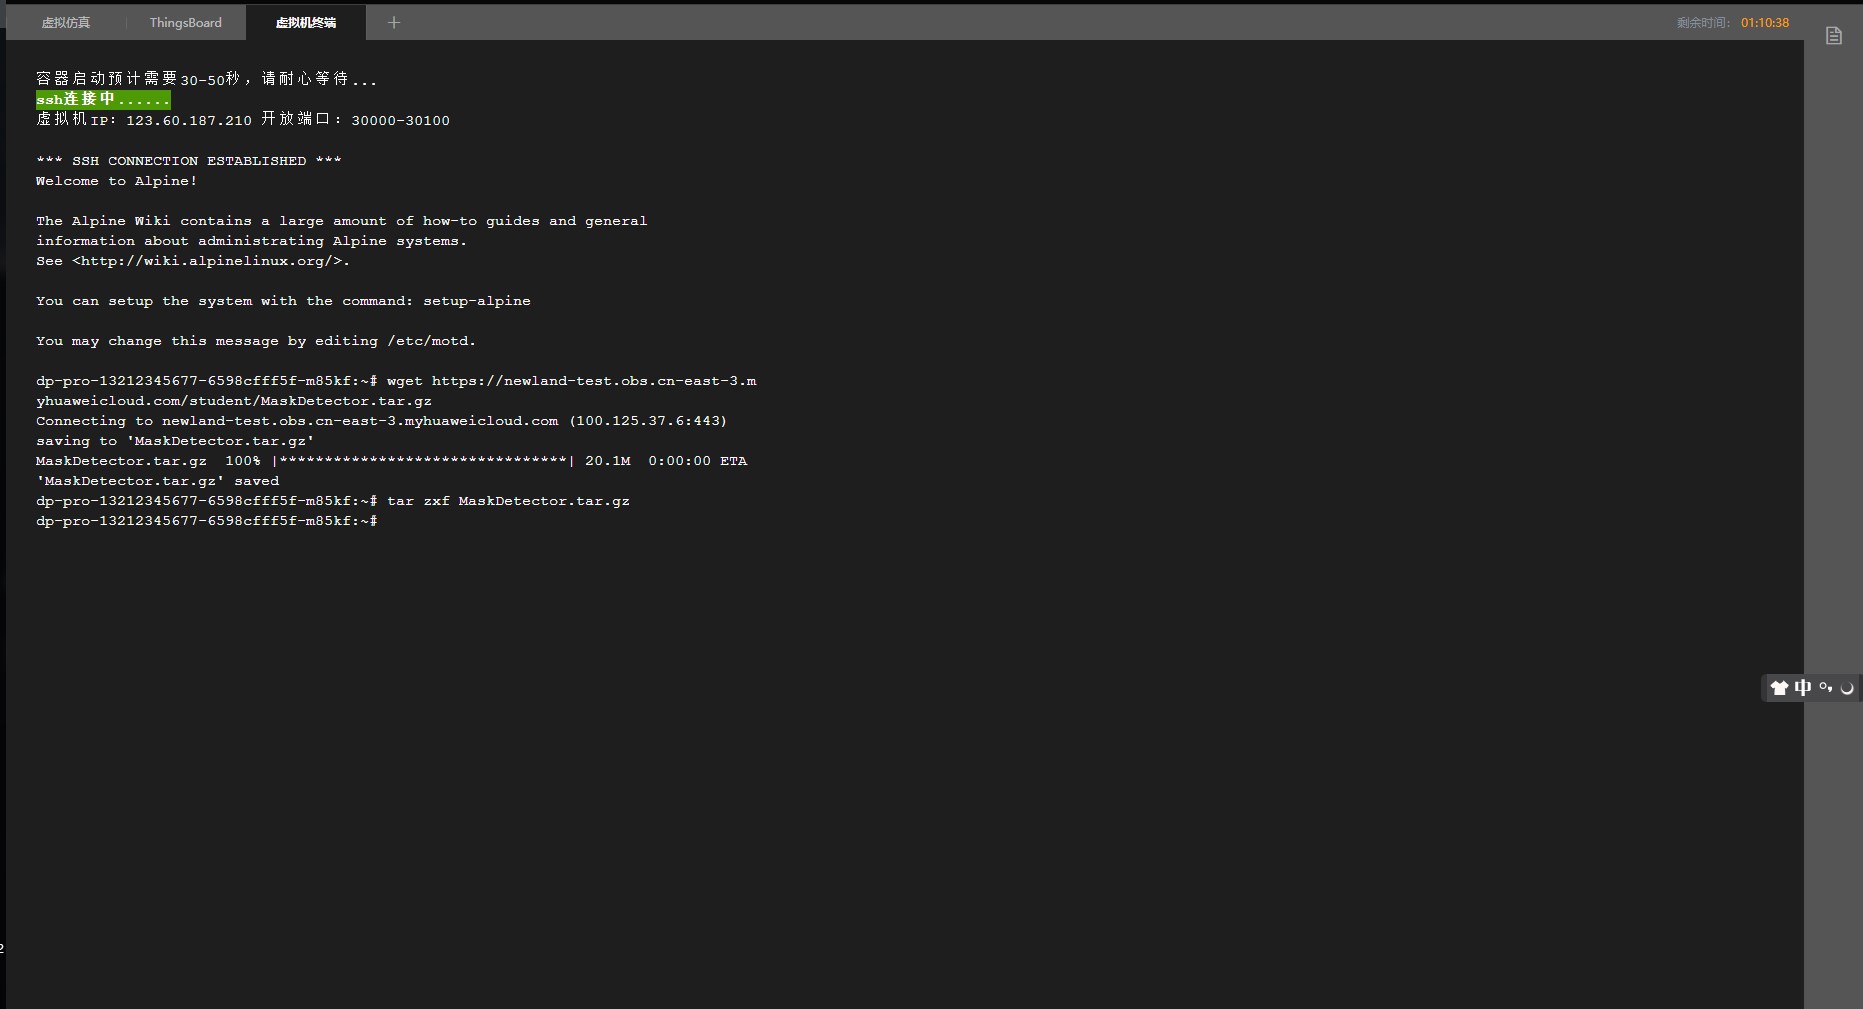 虚拟仿真 ThingsBoard 虚拟机终端 + 剩余时间: 01:10:38
容器启动预计需要30-50秒，请耐心等待...
ssh连接中......
虚拟机IP: 123.60.187.210 开放端口: 30000-30100
*** SSH CONNECTION ESTABLISHED ***
Welcome to Alpine!
The Alpine Wiki contains a large amount of how-to guides and general
information about administrating Alpine systems.
See <http://wiki.alpinelinux.org/>.
You can setup the system with the command: setup-alpine
You may change this message by editing /etc/motd.
dp-pro-13212345677-6598cfff5f-m85kf:~# wget https://newland-test.obs.cn-east-3.m
yhuaweicloud.com/student/MaskDetector.tar.gz
Connecting to newland-test.obs.cn-east-3.myhuaweicloud.com (100.125.37.6:443)
saving to 'MaskDetector.tar.gz'
MaskDetector.tar.gz  100% |********************************| 20.1M  0:00:00 ETA
'MaskDetector.tar.gz' saved
dp-pro-13212345677-6598cfff5f-m85kf:~# tar zxf MaskDetector.tar.gz
dp-pro-13212345677-6598cfff5f-m85kf:~#
中
2